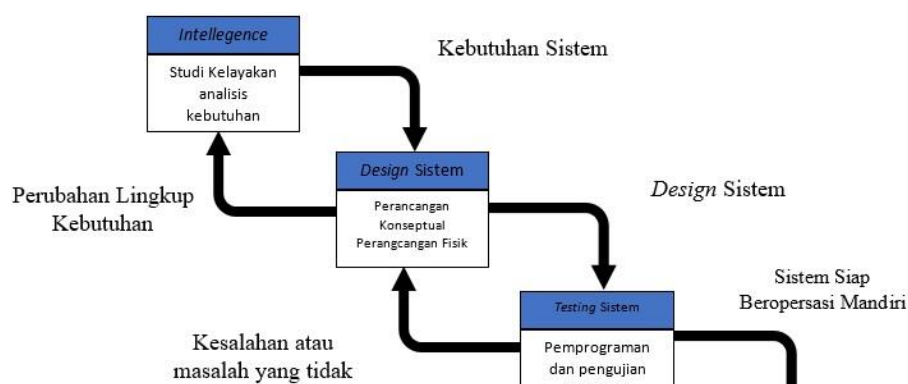 Intellegence
Studi Kelayakan
analisis
kebutuhan
Kebutuhan Sistem
Design Sistem
Perancangan
Konseptual
Perangcangan Fisik
Perubahan Lingkup
Kebutuhan
Design Sistem
Testing Sistem
Pemprograman
dan pengujian
Sistem Siap
Beropersasi Mandiri
Kesalahan atau
masalah yang tidak